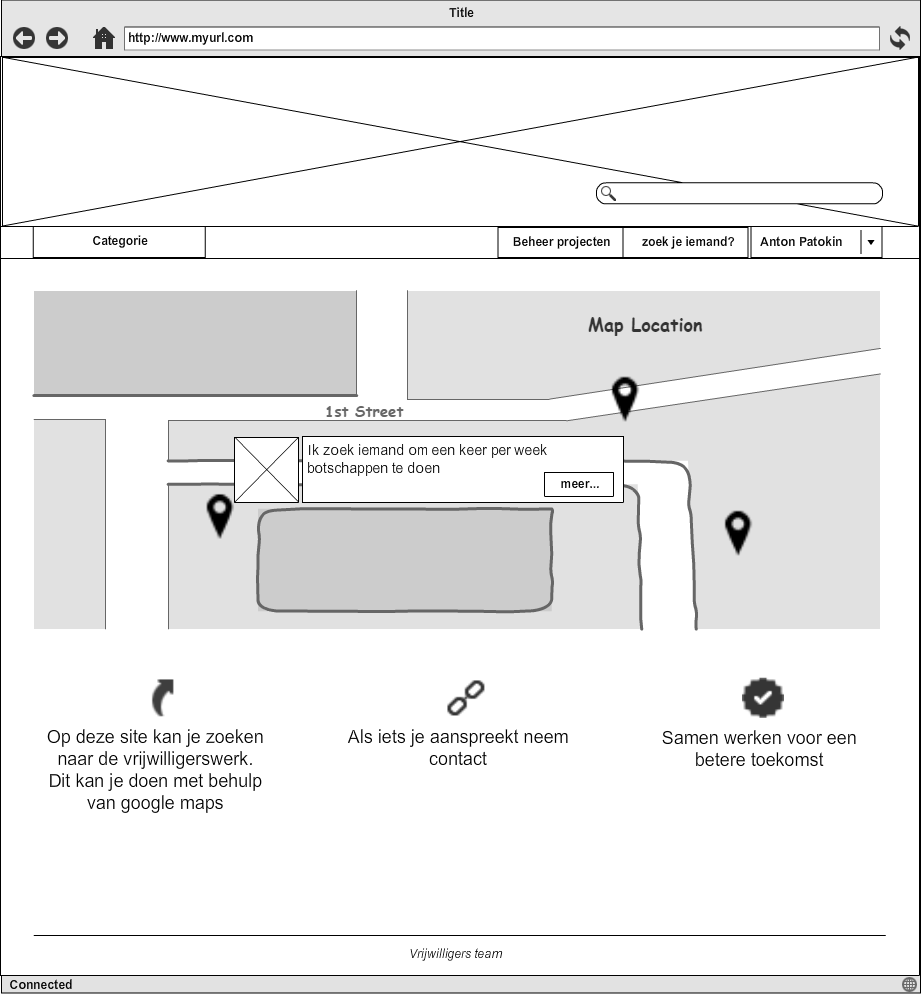 Title
http://www.myurl.com
Categorie
Beheer projecten
zoek je iemand?
Anton Patokin
Map Location
1st Street
Ik zoek iemand om een keer per week
botschappen te doen
meer...
Op deze site kan je zoeken
naar de vrijwilligerswerk.
Dit kan je doen met behulp
van google maps
Als iets je aanspreekt neem
contact
Samen werken voor een
betere toekomst
Vrijwilligers team
Connected